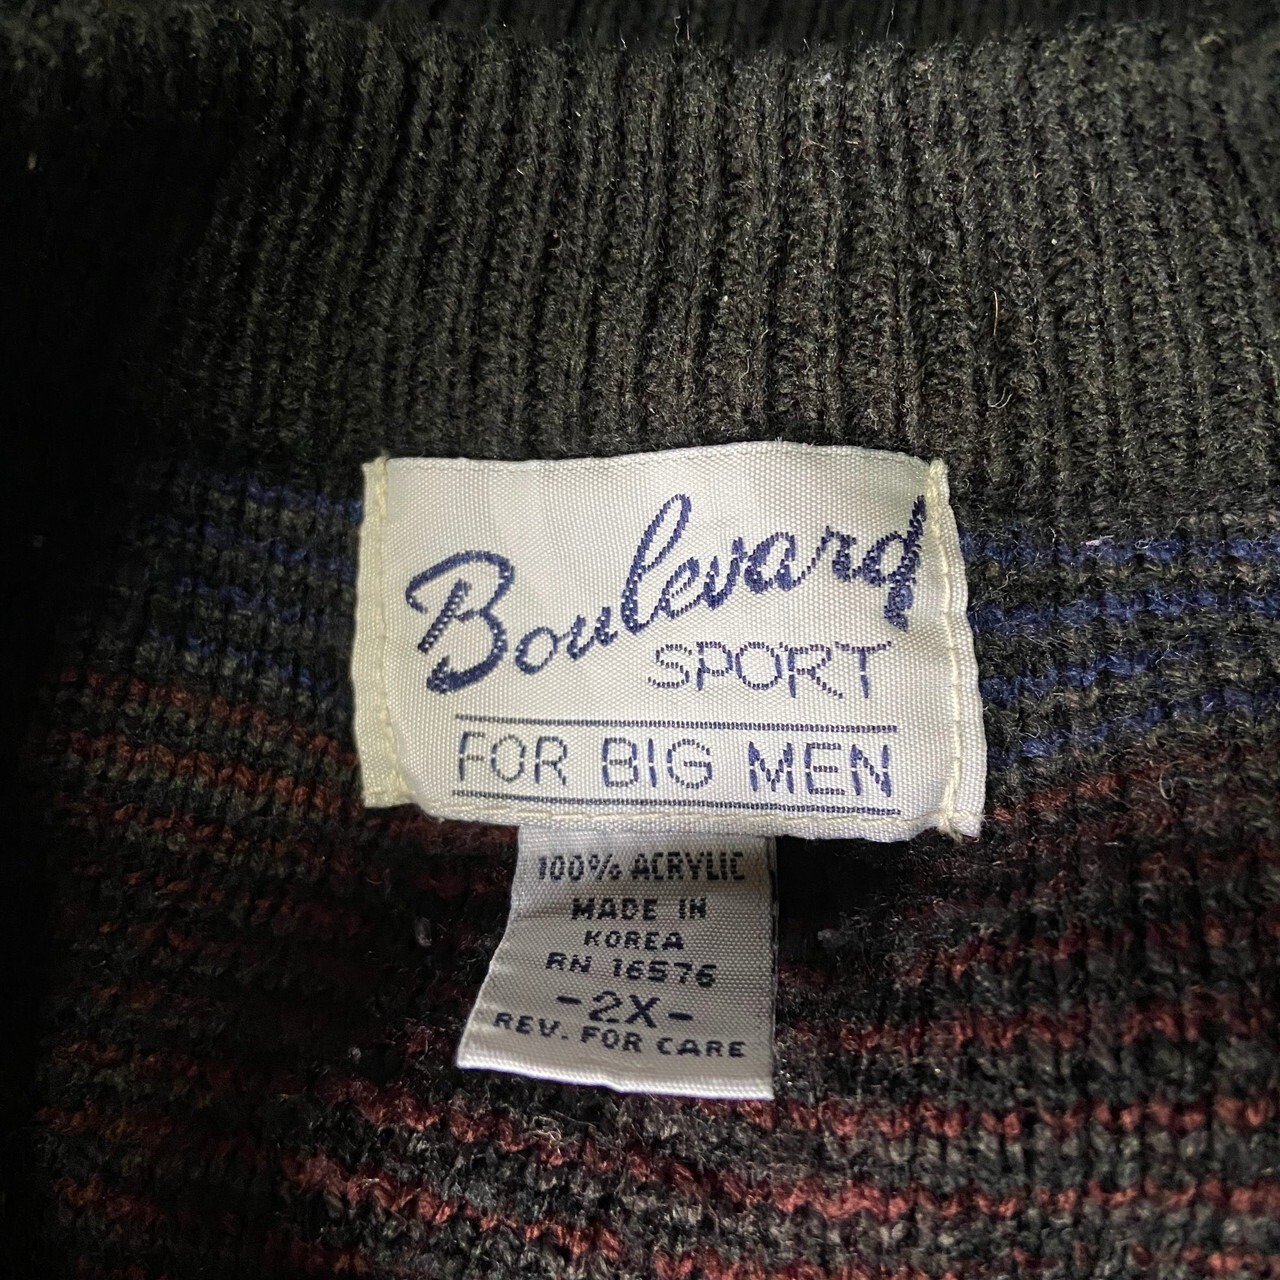 Boulevard
SPORT
FOR BIG MEN
100% ACRYLIC
MADE IN
KOREA
RN 16576
-2X-
REV. FOR CARE